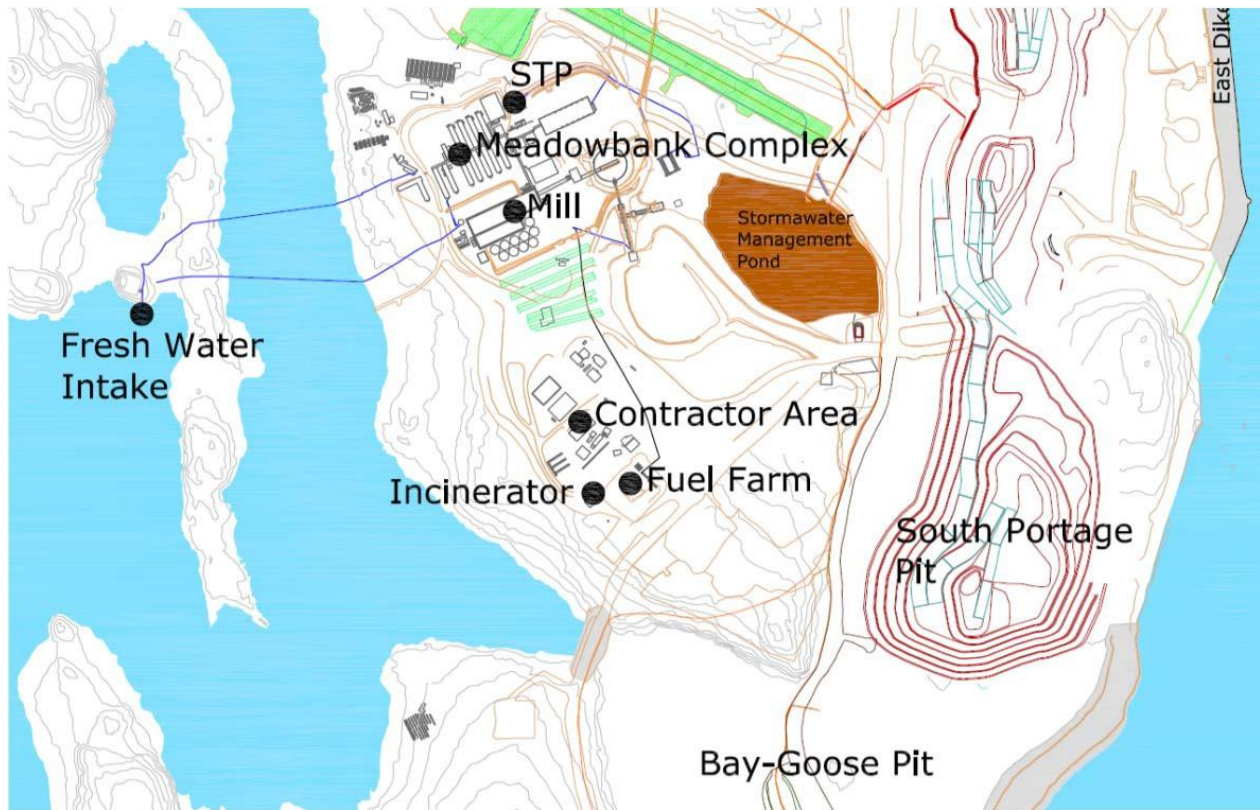 STP
East Dike
Meadowbank Complex
Mill
Stormawater
Management
Pond
Fresh Water
Intake
Contractor Area
Incinerator
Fuel Farm
South Portage
Pit
Bay-Goose Pit